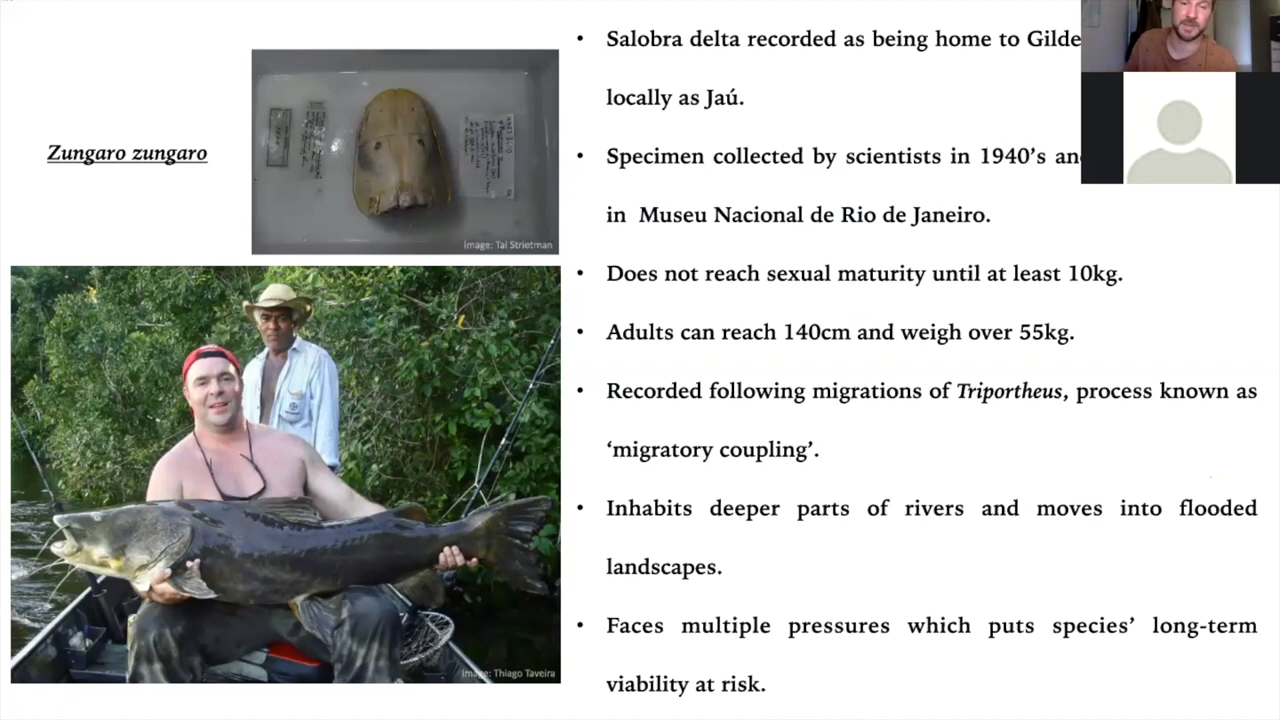 Zungaro zungaro
Image: Tai Strietman
Image: Thiago Taveira
• Salobra delta recorded as being home to
locally as Jaú.
• Specimen collected by scientists in 1940’s
in Museu Nacional de Rio de Janeiro.
• Does not reach sexual maturity until at least 10kg.
• Adults can reach 140cm and weigh over 55kg.
• Recorded following migrations of Triportheus, process known as
‘migratory coupling’.
• Inhabits deeper parts of rivers and moves into flooded
landscapes.
• Faces multiple pressures which puts species’ long-term
viability at risk.